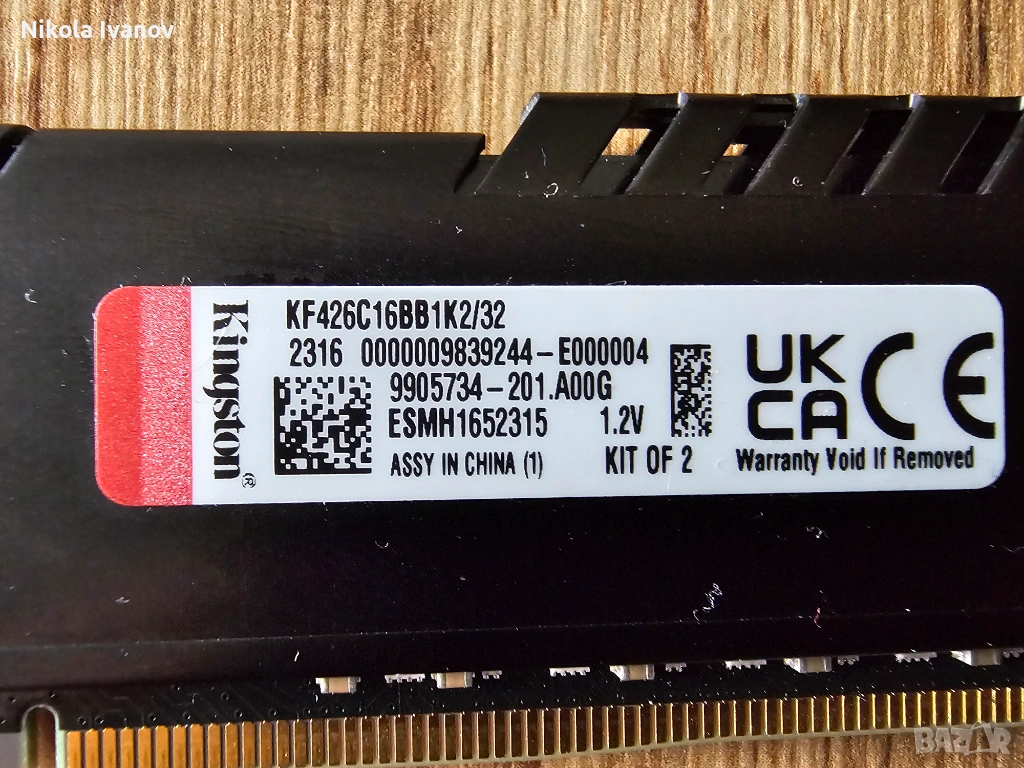 Nikola Ivanov
Kingston®
KF426C16BB1K2/32
2316 0000009839244-E000004
9905734-201.A00G
ESMH1652315 1.2V
ASSY IN CHINA (1) KIT OF 2
UK
CA
CE
Warranty Void If Removed
BAZAR